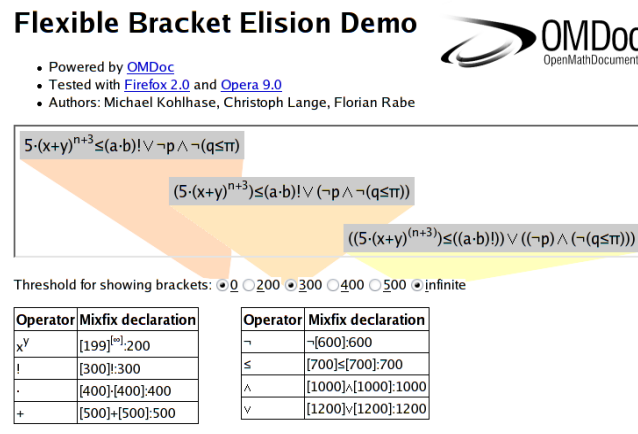 Flexible Bracket Elision Demo
OMDoc
OpenMathDocument
• Powered by OMDoc
• Tested with Firefox 2.0 and Opera 9.0
• Authors: Michael Kohlhase, Christoph Lange, Florian Rabe
5·(x+y)ⁿ⁺³≤(a·b)!∨¬p∧¬(q≤π)
(5·(x+y)ⁿ⁺³)≤(a·b)!∨(¬p∧¬(q≤π))
((5·(x+y)⁽ⁿ⁺³⁾)≤((a·b)!))∨((¬p)∧(¬(q≤π)))
Threshold for showing brackets: 0 200 300 400 500 infinite
Operator Mixfix declaration
xʸ [199]^[∞]:200
! [300]!:300
· [400]·[400]:400
+ [500]+[500]:500
Operator Mixfix declaration
¬ ¬[600]:600
≤ [700]≤[700]:700
∧ [1000]∧[1000]:1000
∨ [1200]∨[1200]:1200